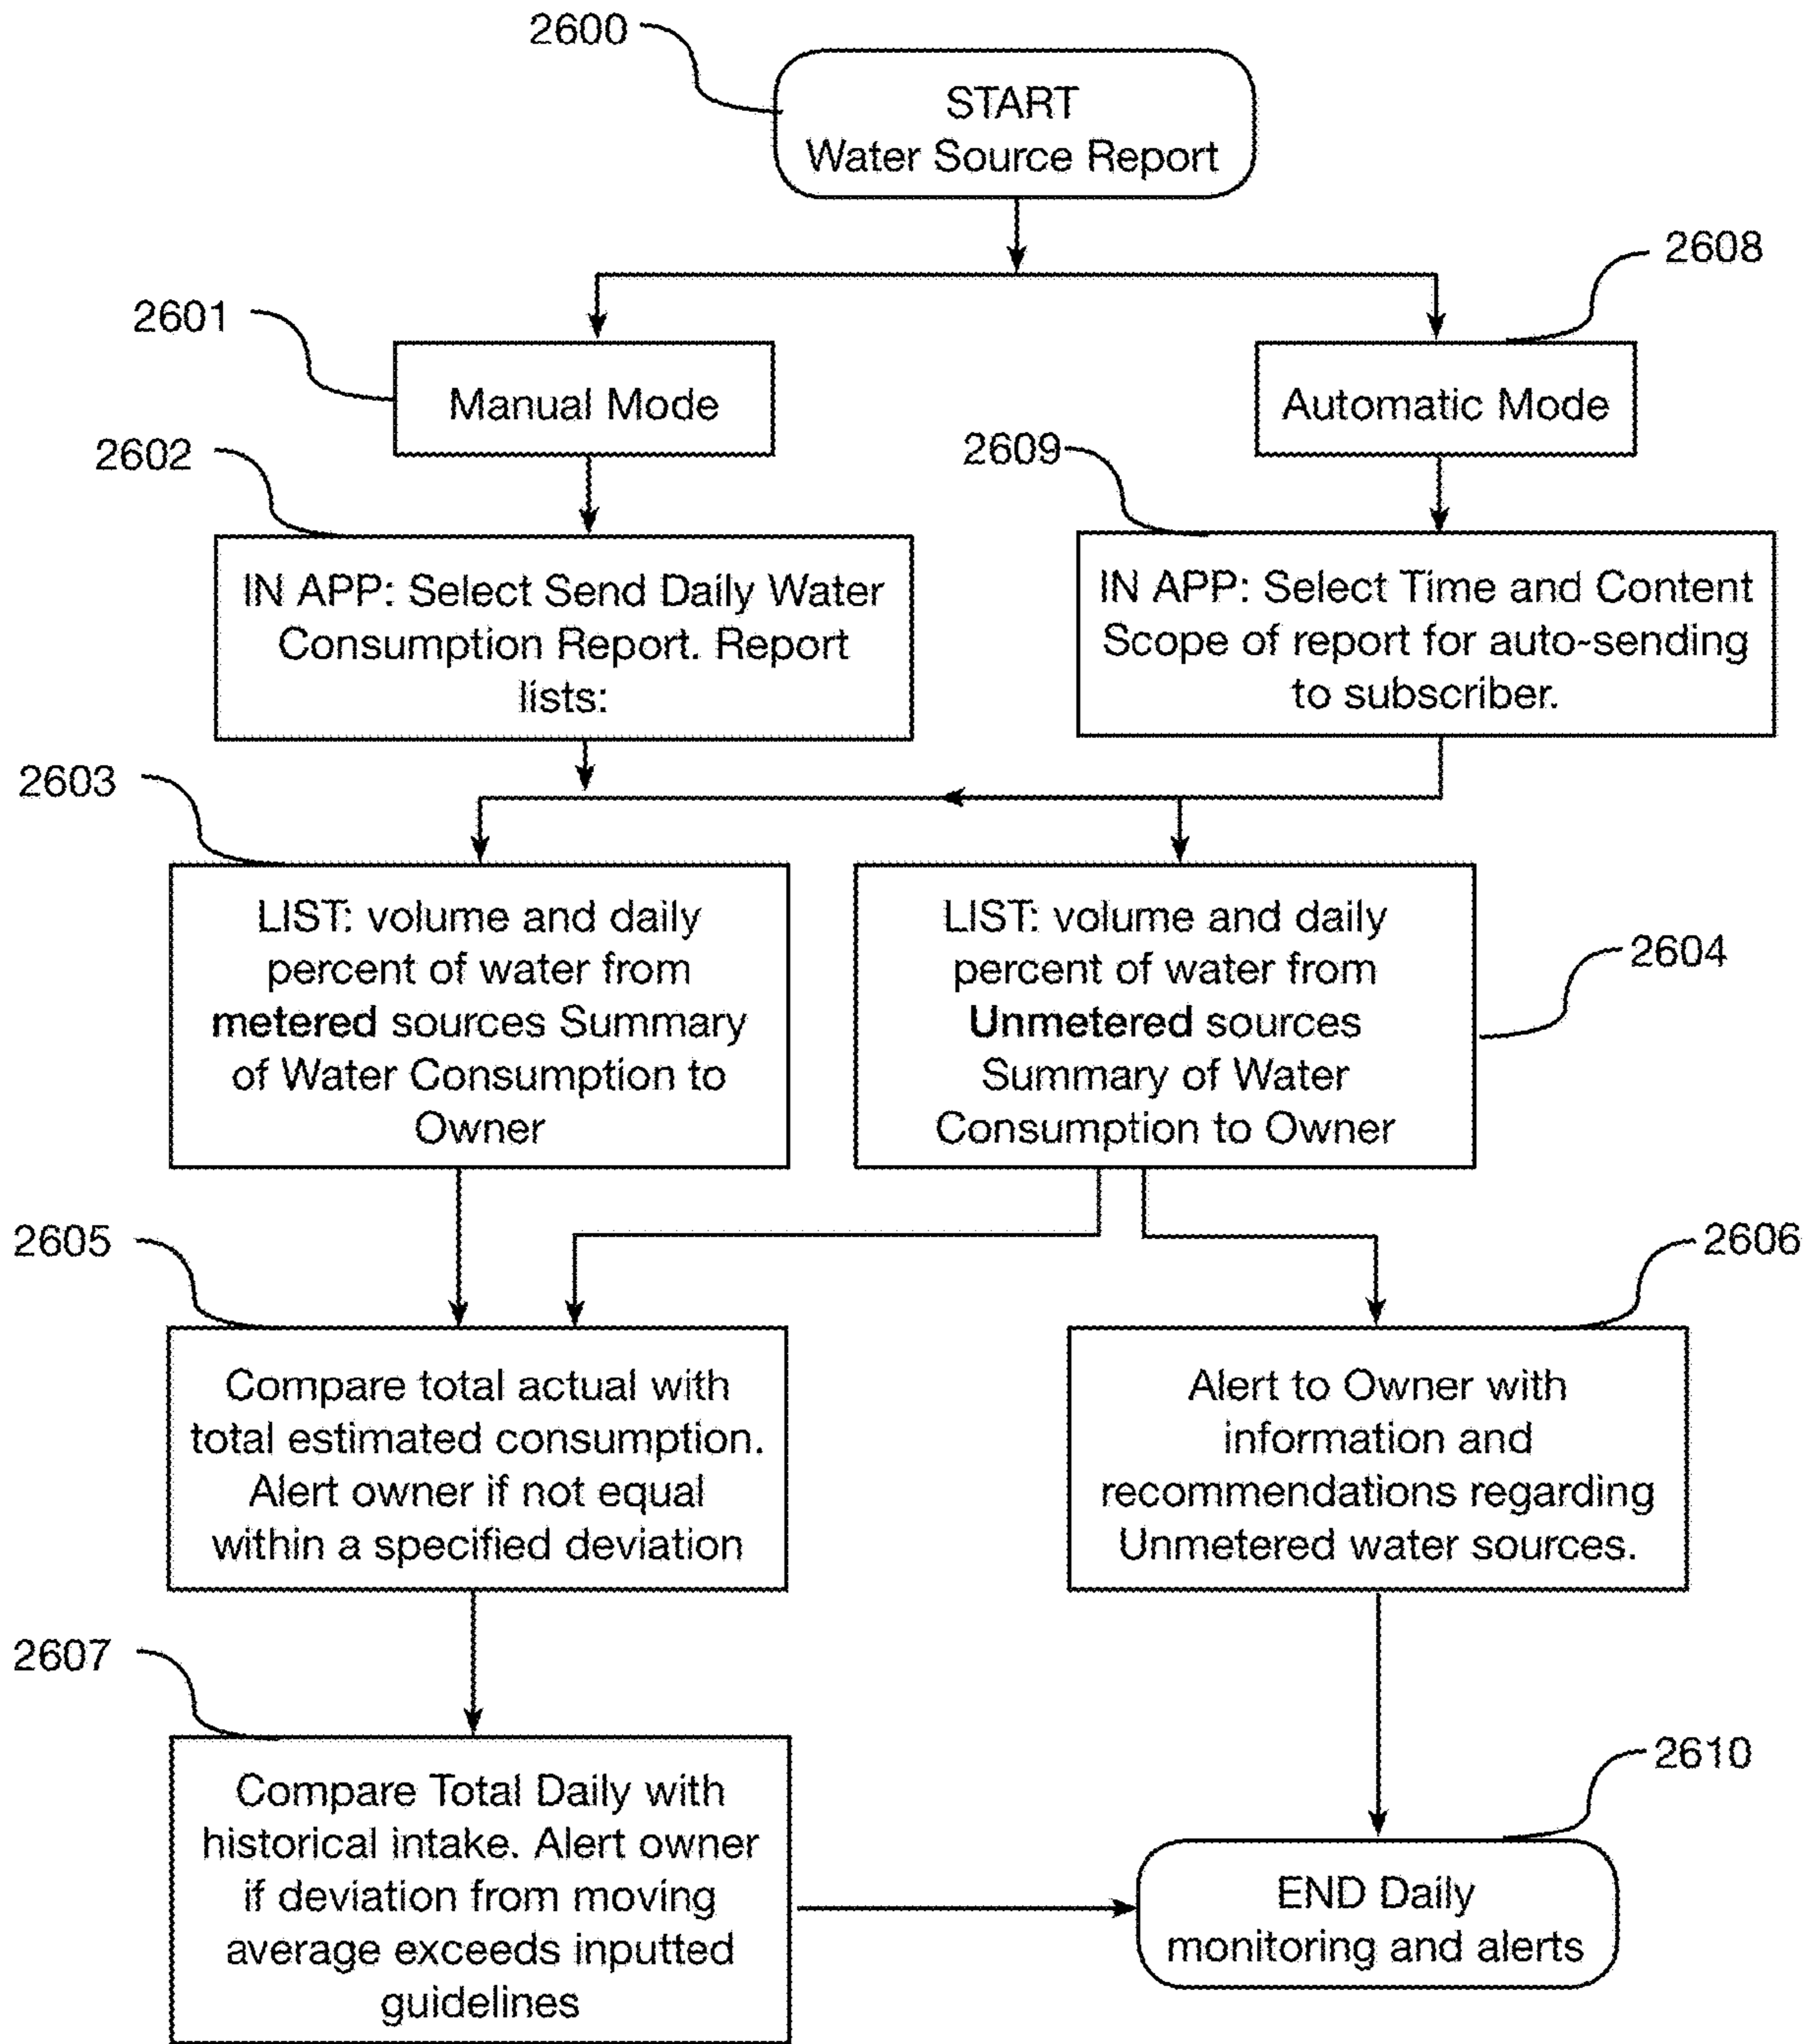 2600
START
Water Source Report
2608
2601
Manual Mode
Automatic Mode
2602
2609
IN APP: Select Send Daily Water
Consumption Report. Report
lists:
IN APP: Select Time and Content
Scope of report for auto-sending
to subscriber.
2603
LIST: volume and daily
percent of water from
metered sources Summary
of Water Consumption to
Owner
LIST: volume and daily
percent of water from
Unmetered sources
Summary of Water
Consumption to Owner
2604
2605
2606
Compare total actual with
total estimated consumption.
Alert owner if not equal
within a specified deviation
Alert to Owner with
information and
recommendations regarding
Unmetered water sources.
2607
2610
Compare Total Daily with
historical intake. Alert owner
if deviation from moving
average exceeds inputted
guidelines
END Daily
monitoring and alerts